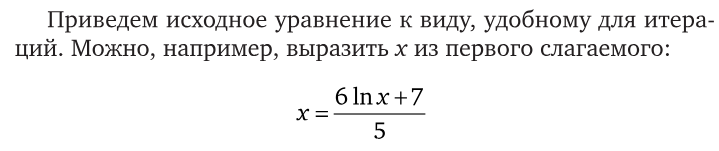 Приведем исходное уравнение к виду, удобному для итера-
ций. Можно, например, выразить x из первого слагаемого:
x = (6 ln x + 7) / 5